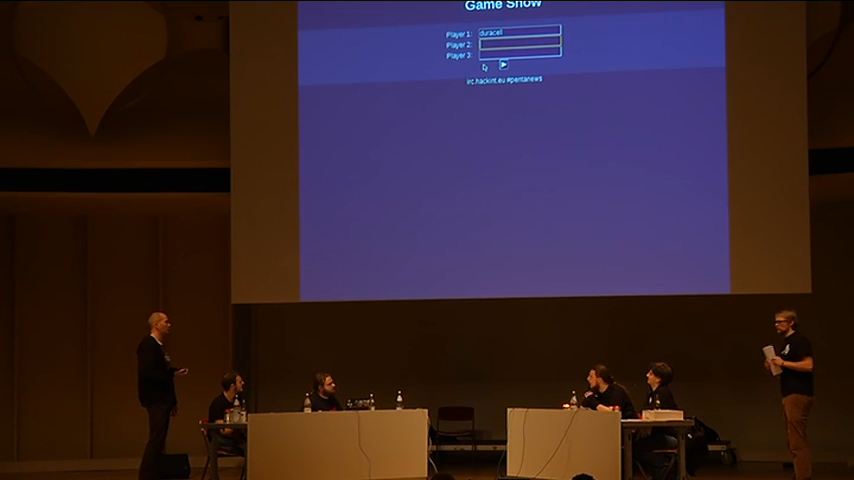 Game Show
Player 1: duracell
Player 2:
Player 3:
irc.hackint.eu #pentanews